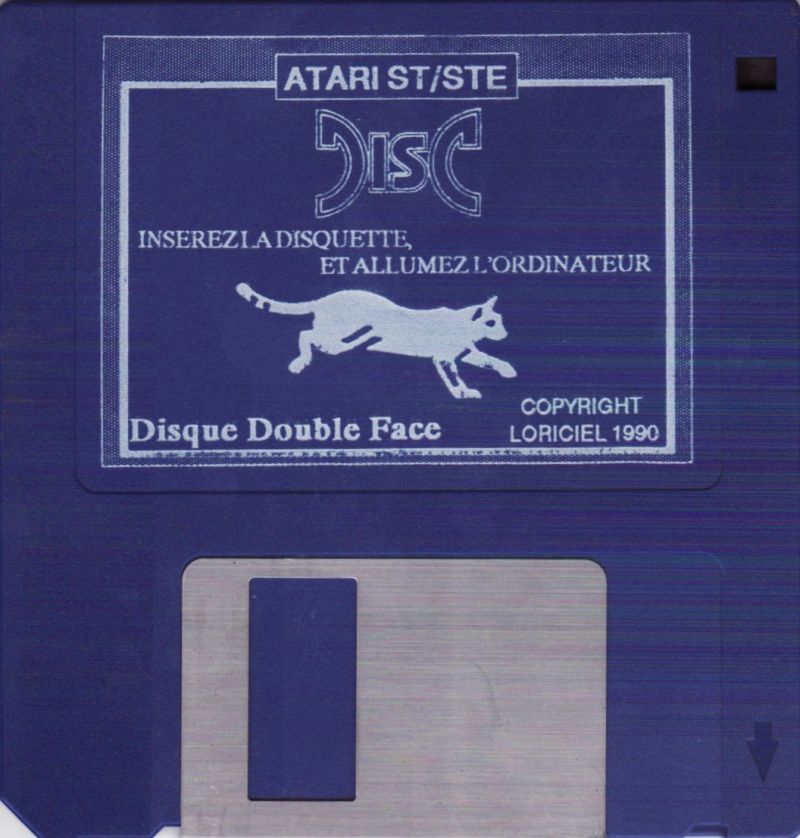 ATARI ST/STE
DISC
INSEREZ LA DISQUETTE,
ET ALLUMEZ L'ORDINATEUR
Disque Double Face
COPYRIGHT
LORICIEL 1990